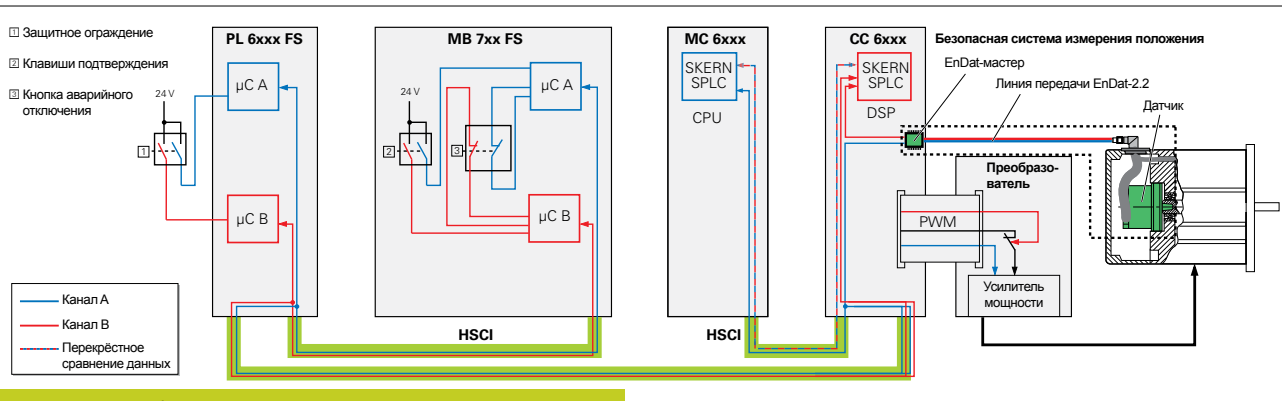 1 Защитное ограждение
2 Клавиши подтверждения
3 Кнопка аварийного
отключения
PL 6xxx FS
MB 7xx FS
MC 6xxx
CC 6xxx
Безопасная система измерения положения
EnDat-мастер
Линия передачи EnDat-2.2
Датчик
24 V
µC A
1
µC B
24 V
µC A
2
3
µC B
SKERN
SPLC
CPU
SKERN
SPLC
DSP
Преобразо-
ватель
PWM
Усилитель
мощности
Канал A
Канал B
Перекрёстное
сравнение данных
HSCI
HSCI